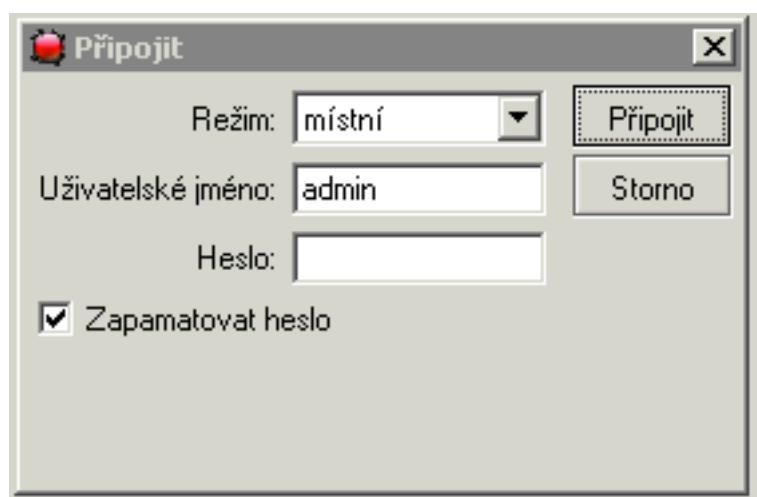 Připojit
Režim: místní Připojit
Uživatelské jméno: admin Storno
Heslo:
Zapamatovat heslo